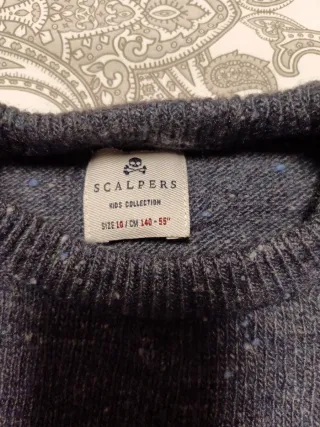 SCALPERS
KIDS COLLECTION
SIZE 10 / CM 140 - 55"